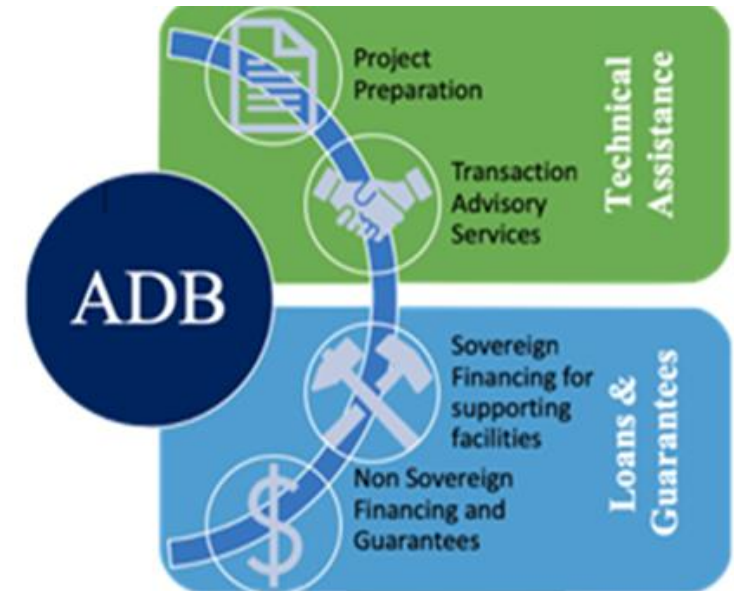 ADB
Project
Preparation
Transaction
Advisory
Services
Technical
Assistance
Sovereign
Financing for
supporting
facilities
Non Sovereign
Financing and
Guarantees
Loans &
Guarantees